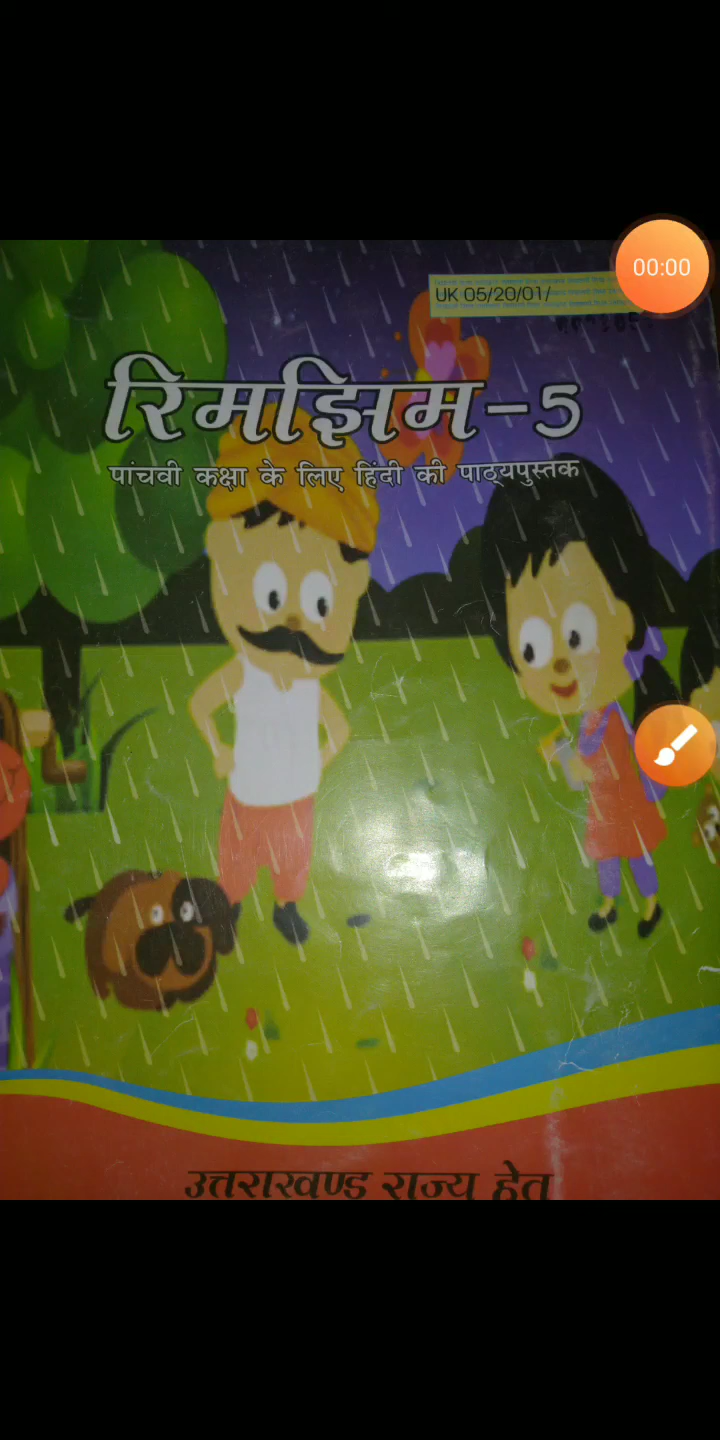 00:00
UK 05/20/01/
रिमझिम-5
पांचवी कक्षा के लिए हिंदी की पाठ्यपुस्तक
उत्तराखण्ड राज्य हेतु